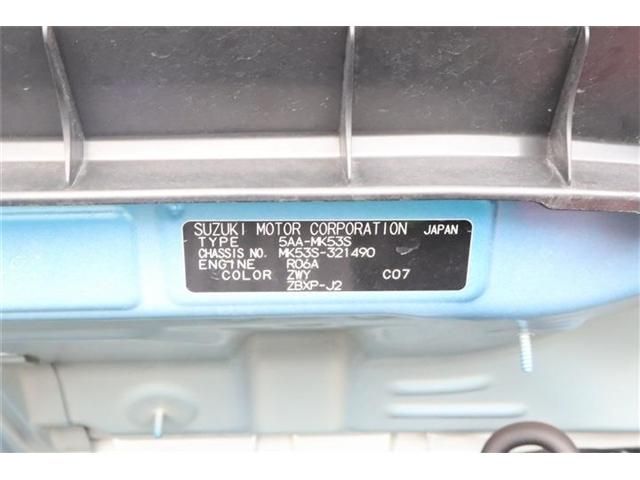 SUZUKI MOTOR CORPORATION JAPAN
TYPE 5AA-MK53S
CHASSIS NO. MK53S-321490
ENGINE R06A
COLOR ZWY C07
ZBXP-J2